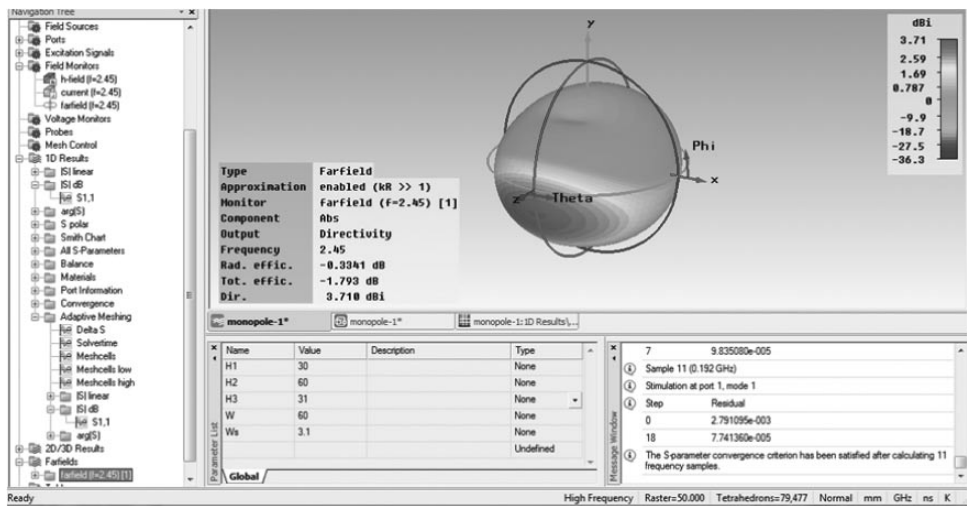 Navigation Tree
Field Sources
Ports
Excitation Signals
Field Monitors
h-field (f=2.45)
current (f=2.45)
farfield (f=2.45)
Voltage Monitors
Probes
Mesh Control
1D Results
|S| linear
|S| dB
S1,1
arg(S)
S polar
Smith Chart
All S-Parameters
Balance
Materials
Port Information
Convergence
Adaptive Meshing
Delta S
Solvertime
Meshcells
Meshcells low
Meshcells high
|S| linear
|S| dB
S1,1
arg(S)
2D/3D Results
Farfields
farfield (f=2.45) [1]
y
Phi
x
z
Theta
dBi
3.71
2.59
1.69
0.787
0
-9.9
-18.7
-27.5
-36.3
Type Farfield
Approximation enabled (kR >> 1)
Monitor farfield (f=2.45) [1]
Component Abs
Output Directivity
Frequency 2.45
Rad. effic. -0.3341 dB
Tot. effic. -1.793 dB
Dir. 3.710 dBi
monopole-1* monopole-1* monopole-1:1D Results\,...
Parameter List
Name Value Description Type
H1 30 None
H2 60 None
H3 31 None
W 60 None
Ws 3.1 None
Undefined
Global
Message Window
7 9.835080e-005
Sample 11 (0.192 GHz)
Stimulation at port 1, mode 1
Step Residual
0 2.791095e-003
18 7.741360e-005
The S-parameter convergence criterion has been satisfied after calculating 11
frequency samples.
Ready High Frequency Raster=50.000 Tetrahedrons=79,477 Normal mm GHz ns K